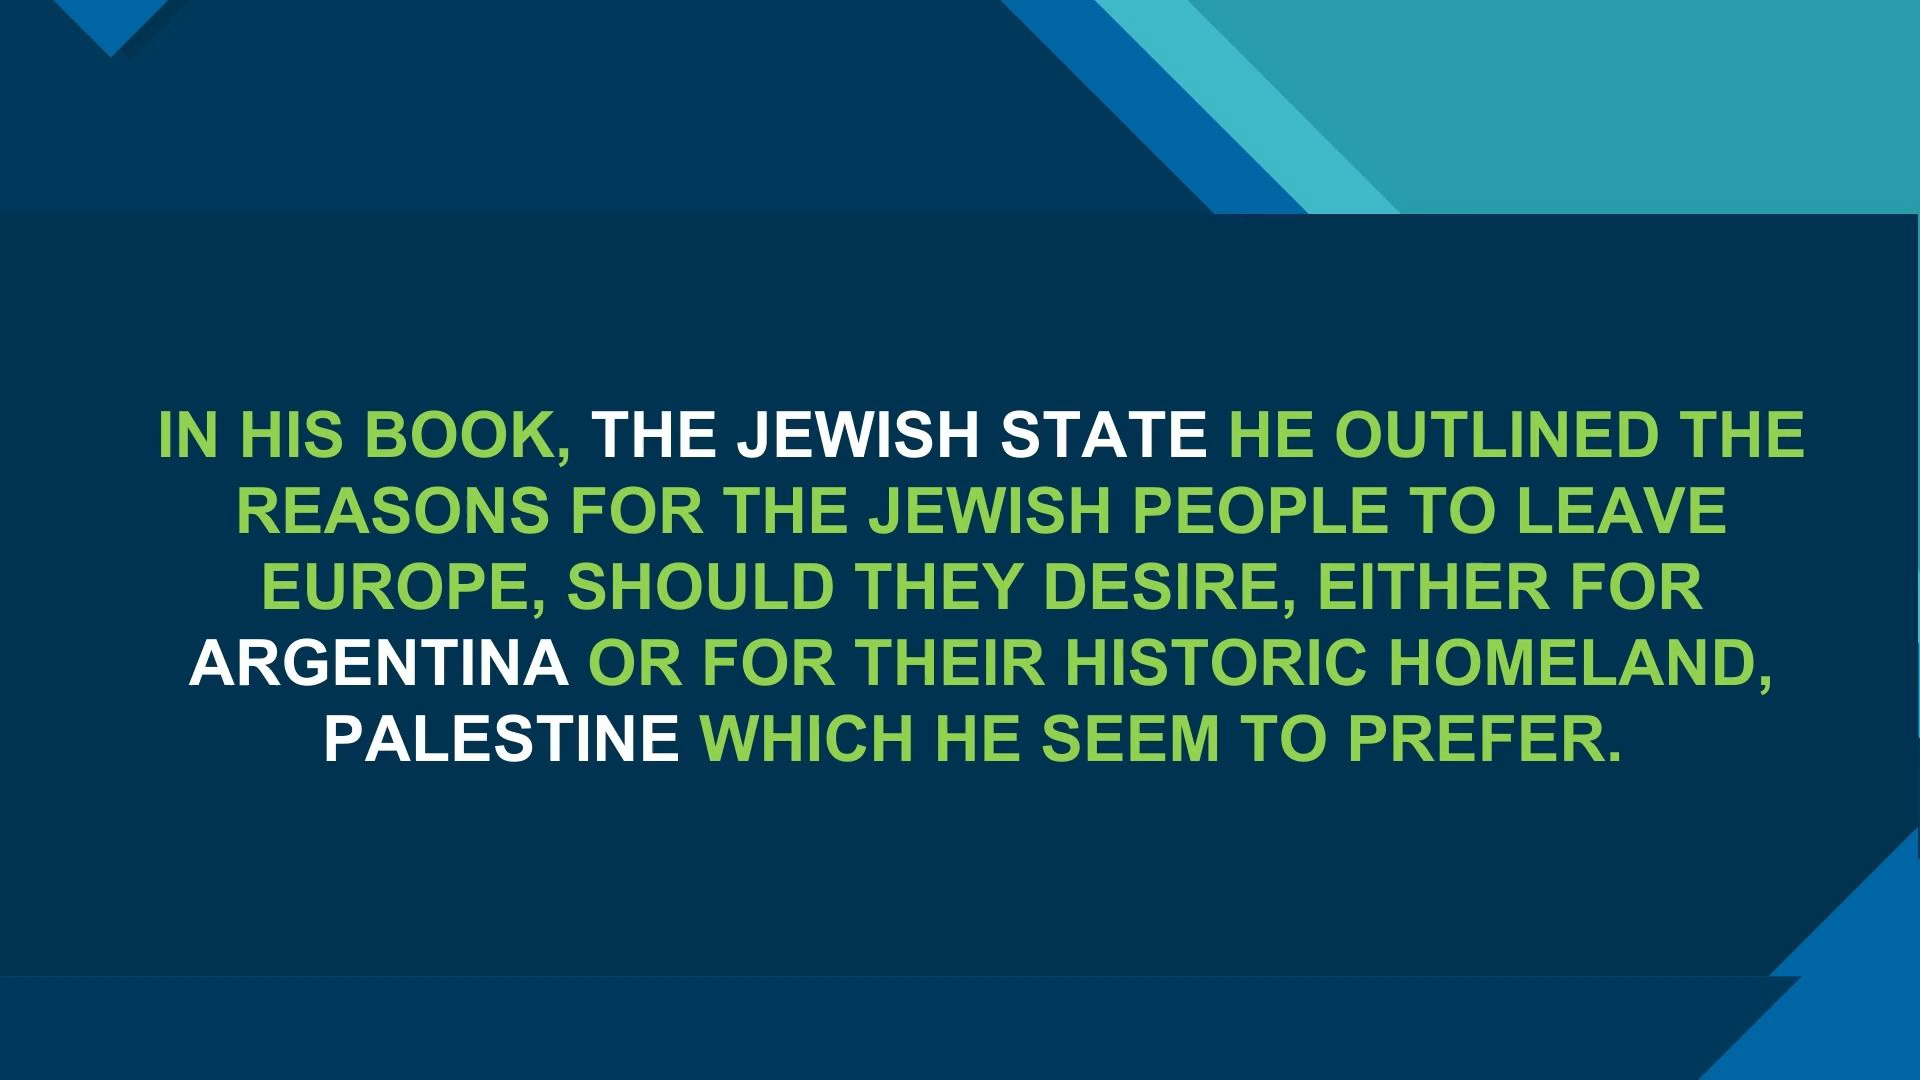 IN HIS BOOK, THE JEWISH STATE HE OUTLINED THE
REASONS FOR THE JEWISH PEOPLE TO LEAVE
EUROPE, SHOULD THEY DESIRE, EITHER FOR
ARGENTINA OR FOR THEIR HISTORIC HOMELAND,
PALESTINE WHICH HE SEEM TO PREFER.